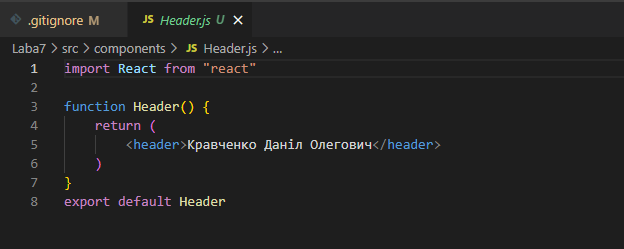 .gitignore M JS Header.js U ×
Laba7 > src > components > JS Header.js > ...
1 import React from "react"
2
3 function Header() {
4 return (
5 <header>Кравченко Даніл Олегович</header>
6 )
7 }
8 export default Header